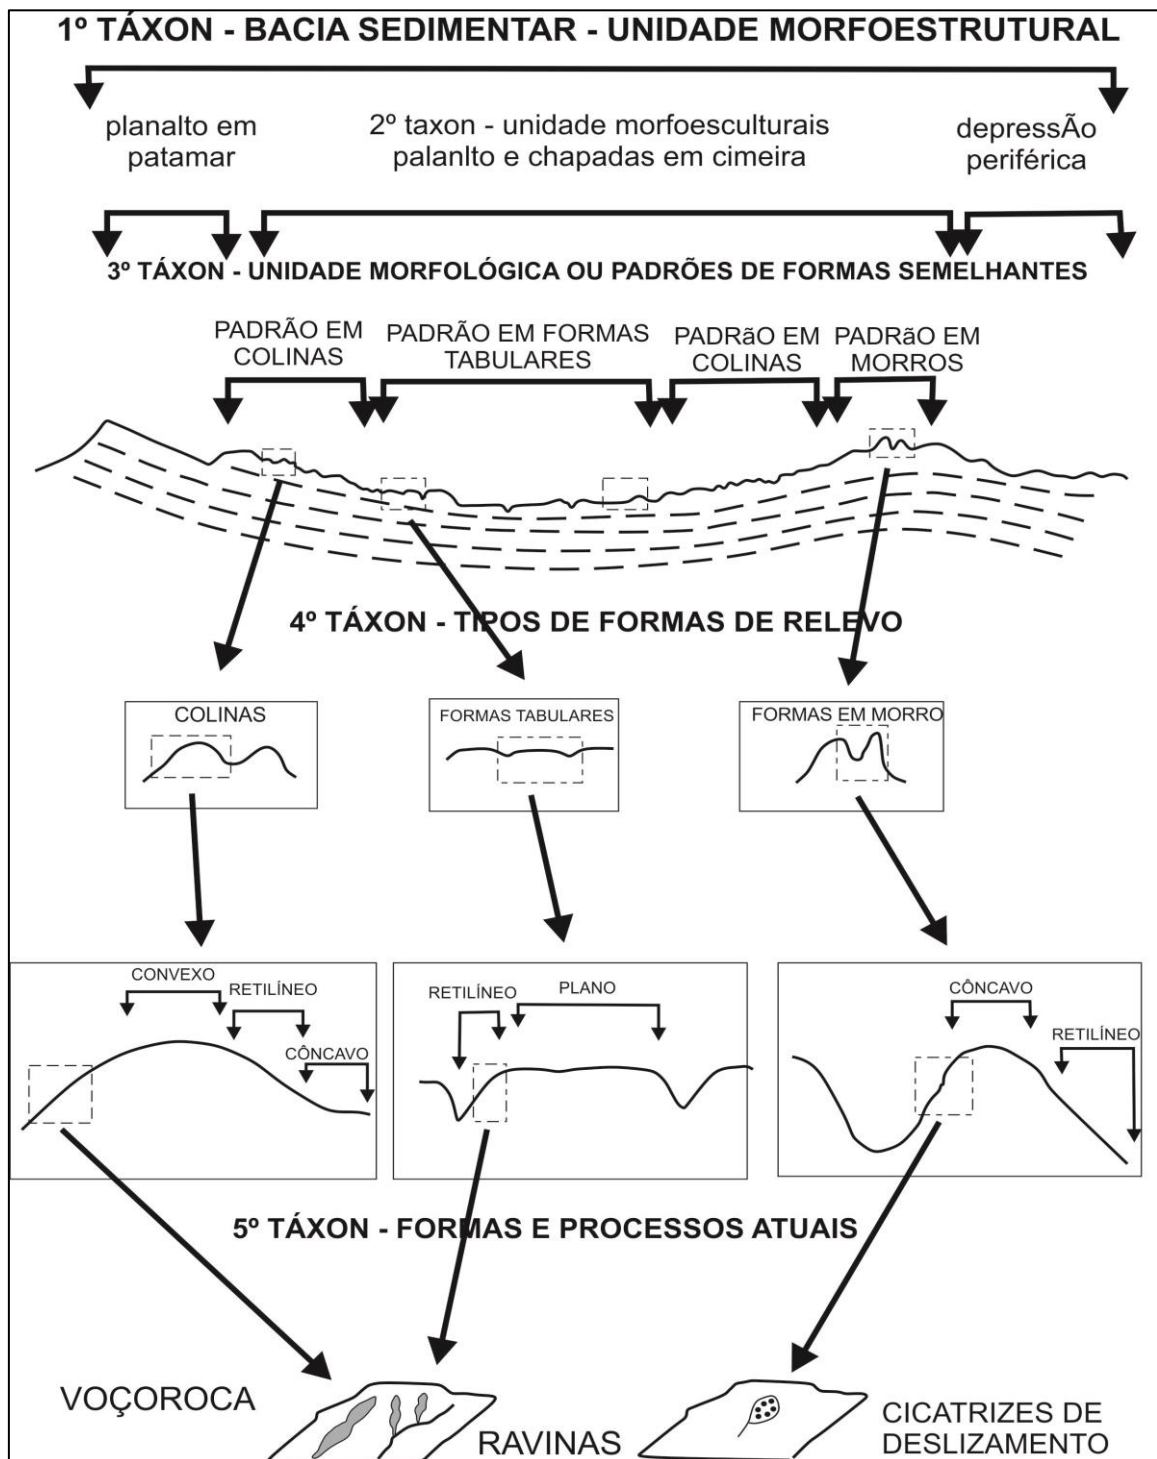 1º TÁXON - BACIA SEDIMENTAR - UNIDADE MORFOESTRUTURAL
planalto em
patamar
2º taxon - unidade morfoesculturais
palanlto e chapadas em cimeira
depressÃo
periférica
3º TÁXON - UNIDADE MORFOLÓGICA OU PADRÕES DE FORMAS SEMELHANTES
PADRÃO EM
COLINAS
PADRÃO EM FORMAS
TABULARES
PADRãO EM
COLINAS
PADRãO EM
MORROS
4º TÁXON - TIPOS DE FORMAS DE RELEVO
COLINAS
FORMAS TABULARES
FORMAS EM MORRO
CONVEXO
RETILÍNEO
CÔNCAVO
RETILÍNEO
PLANO
CÔNCAVO
RETILÍNEO
5º TÁXON - FORMAS E PROCESSOS ATUAIS
VOÇOROCA
RAVINAS
CICATRIZES DE
DESLIZAMENTO